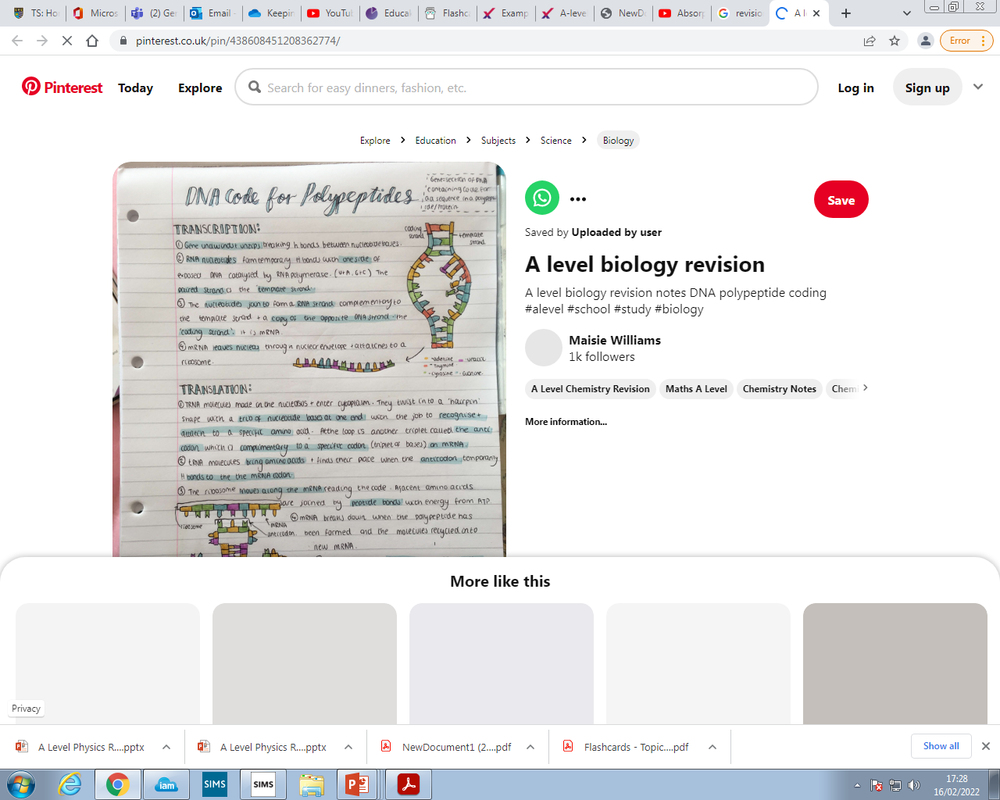 TS: Ho
Micros
(2) Ger
Email -
Keepin
YouTu
Educa
Flashca
Examp
A-leve
NewD
Absor
revisio
A l
pinterest.co.uk/pin/438608451208362774/
Error
Pinterest
Today
Explore
Search for easy dinners, fashion, etc.
Log in
Sign up
Explore > Education > Subjects > Science > Biology
DNA Code for Polypeptides
Gene: section of DNA
containing code for
a.a sequence in a polypept
ide/Protein
TRANSCRIPTION:
coding strand
template strand
① Gene unwinds + unzips breaking h bonds between nucleotide bases.
② RNA nucleotides form temporary H bonds with one side of
exposed DNA catalysed by RNA polymerase. (U+A, G+C) The
paired strand is the 'template strand'.
③ The nucleotides join to form a RNA strand complementary to
the template strand + a copy of the opposite DNA strand - the
'coding strand'. It is mRNA.
④ mRNA leaves nucleus through nuclear envelope + attatches to a
ribosome.
- adenine - uracil
- Thymine
- cytosine - Guanine
TRANSLATION:
① TRNA molecules made in the nucleolus + enter cytoplasm. They twist into a 'hairpin'
shape with a trio of nucleotide bases at one end with the job to recognise +
attatch to a specific amino acid. At the loop is another triplet called the anti
codon which is complimentary to a specific codon (triplet of bases) on mRNA.
② tRNA molecules bring amino acids + finds their place when the anticodon temporarily
H bonds to the the mRNA codon.
③ The ribosome moves along the mRNA reading the code. Ajacent amino acids
are joined by peptide bonds with energy from ATP.
ribosome
mRNA
anticodon
④ mRNA breaks down when the polypeptide has
been formed and the molecules recycled into
new mRNA.
Save
Saved by Uploaded by user
A level biology revision
A level biology revision notes DNA polypeptide coding
#alevel #school #study #biology
Maisie Williams
1k followers
A Level Chemistry Revision
Maths A Level
Chemistry Notes
Chemi
More information...
More like this
Privacy
A Level Physics R....pptx
A Level Physics R....pptx
NewDocument1 (2....pdf
Flashcards - Topic....pdf
Show all
iam
SIMS
SIMS
17:28
16/02/2022